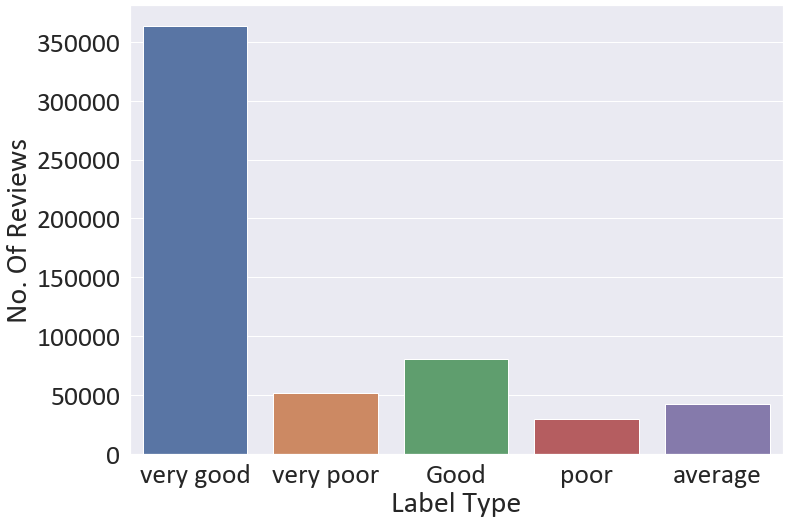 350000
300000
250000
200000
150000
100000
50000
0
No. Of Reviews
very good very poor Good poor average
Label Type